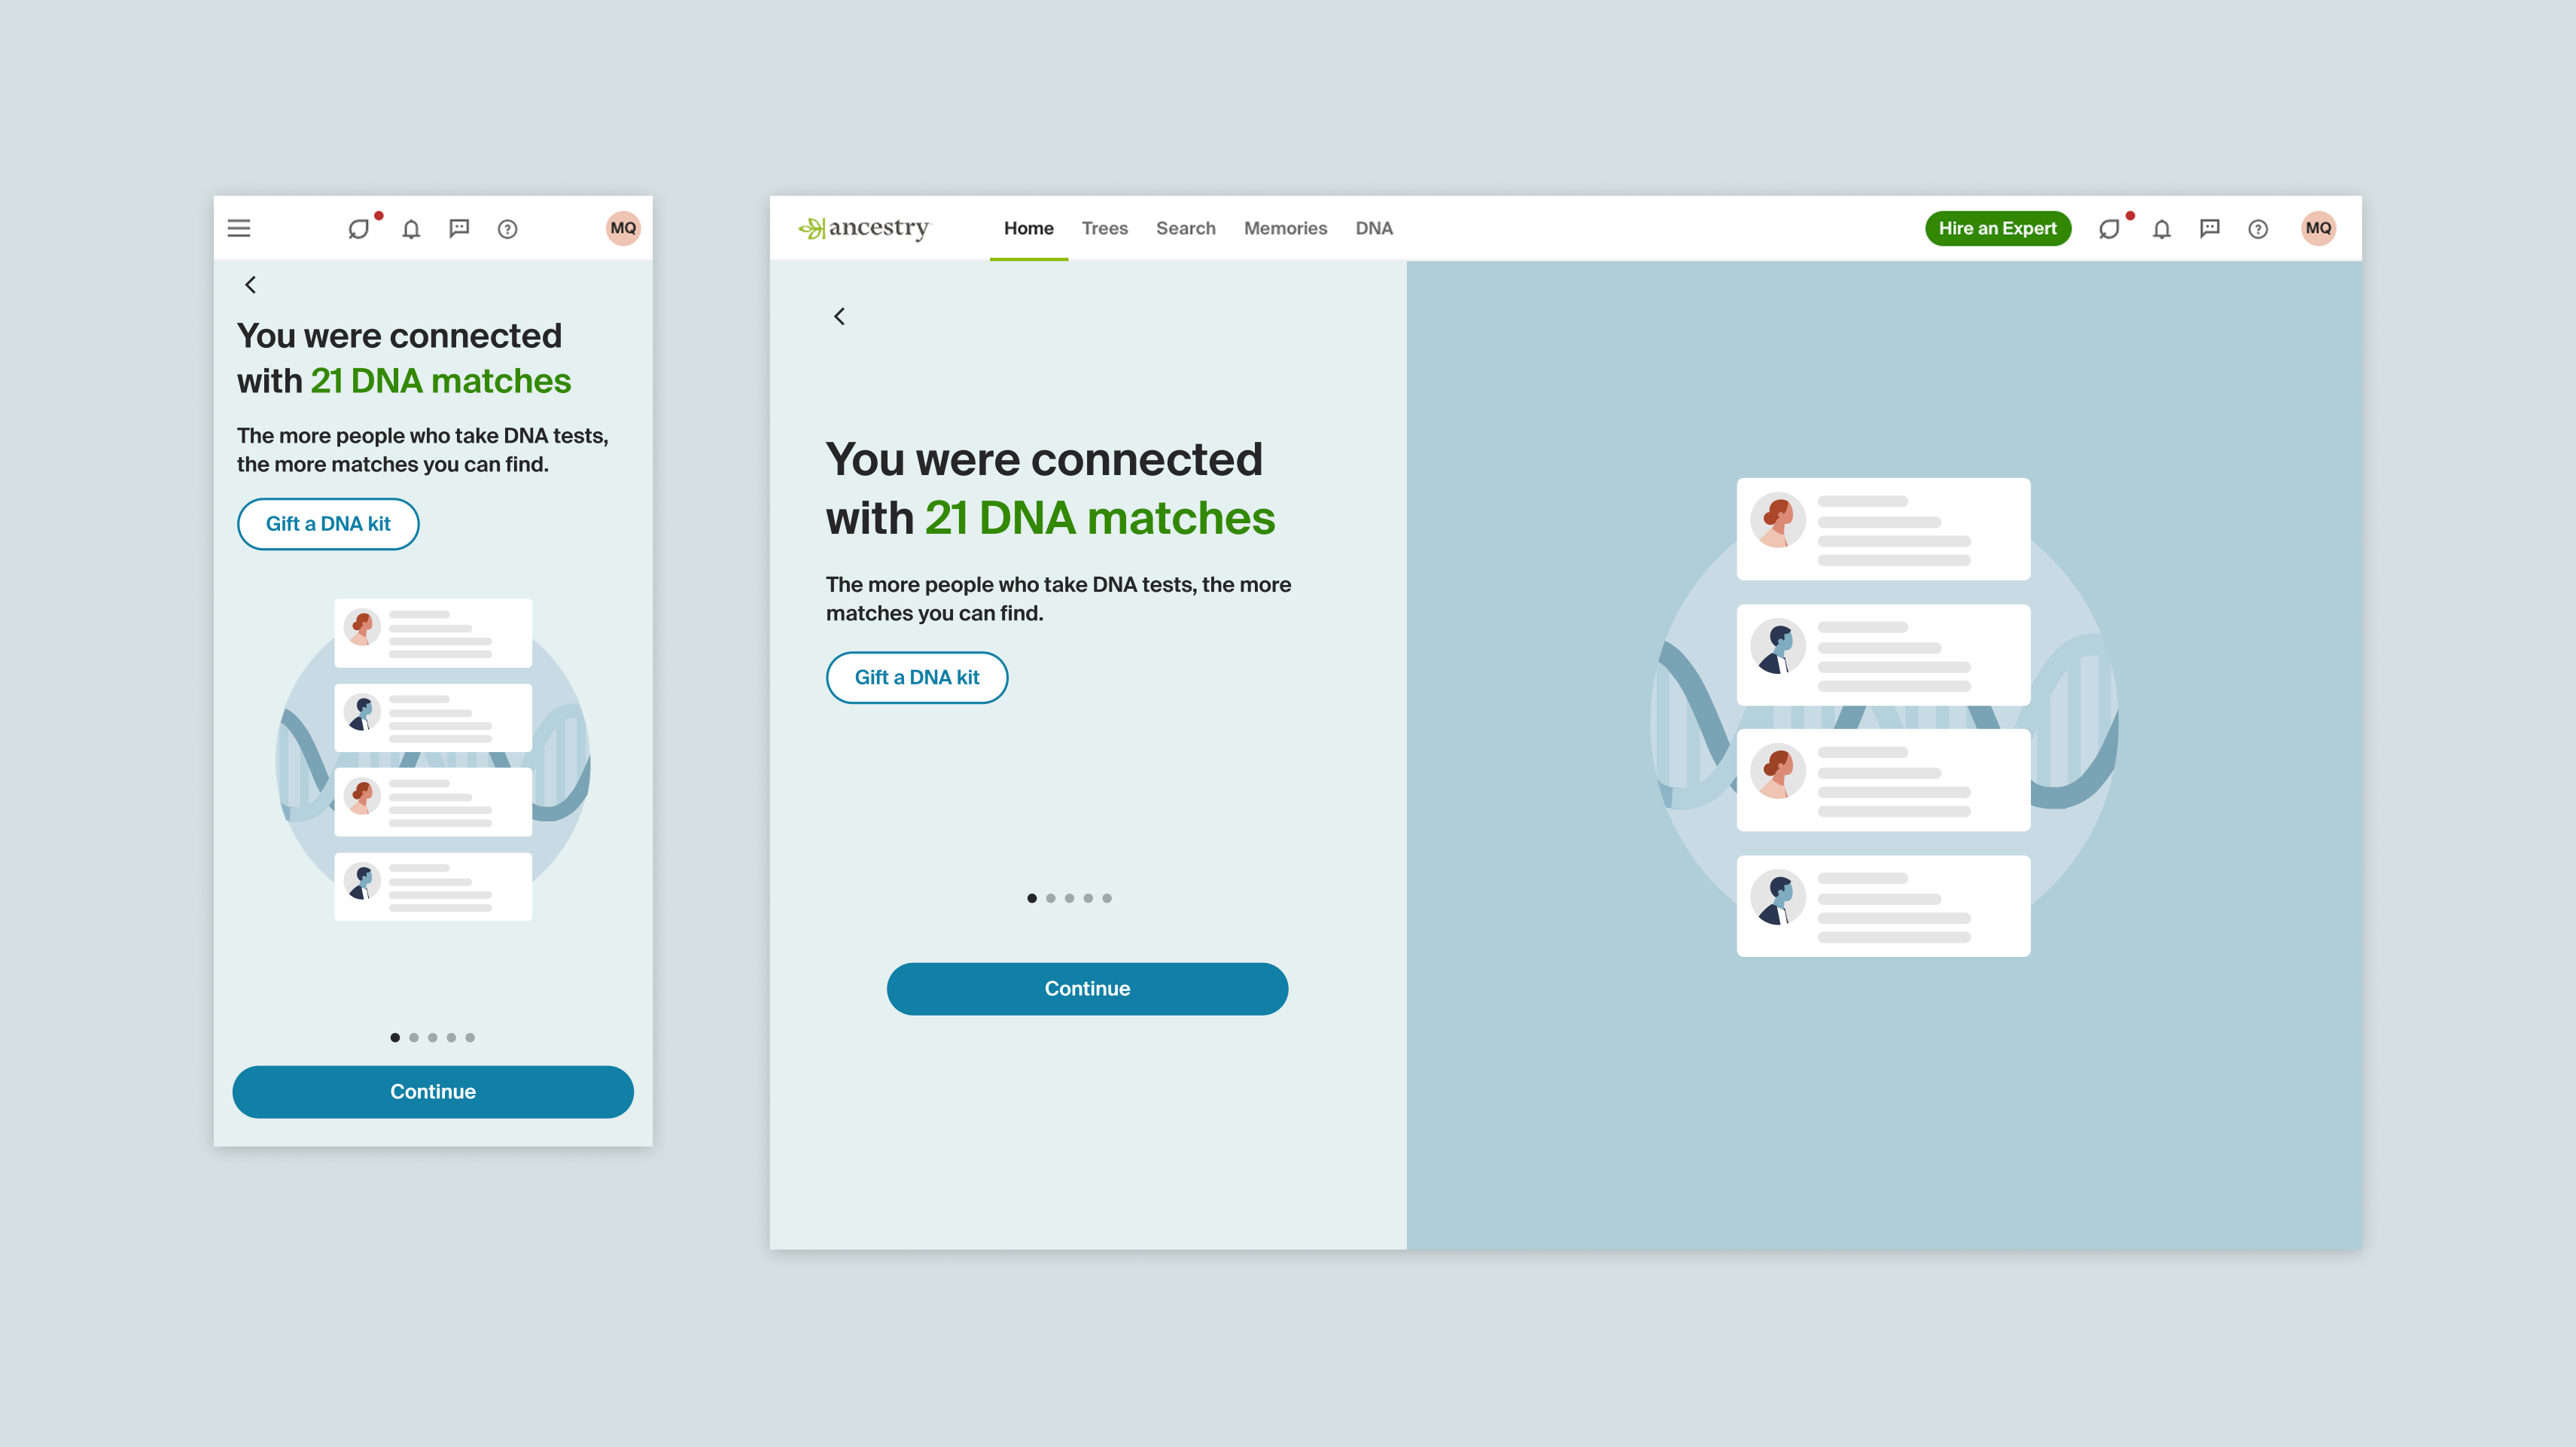 MQ
You were connected
with 21 DNA matches
The more people who take DNA tests,
the more matches you can find.
Gift a DNA kit
Continue
ancestry
Home Trees Search Memories DNA
Hire an Expert
MQ
You were connected
with 21 DNA matches
The more people who take DNA tests, the more
matches you can find.
Gift a DNA kit
Continue